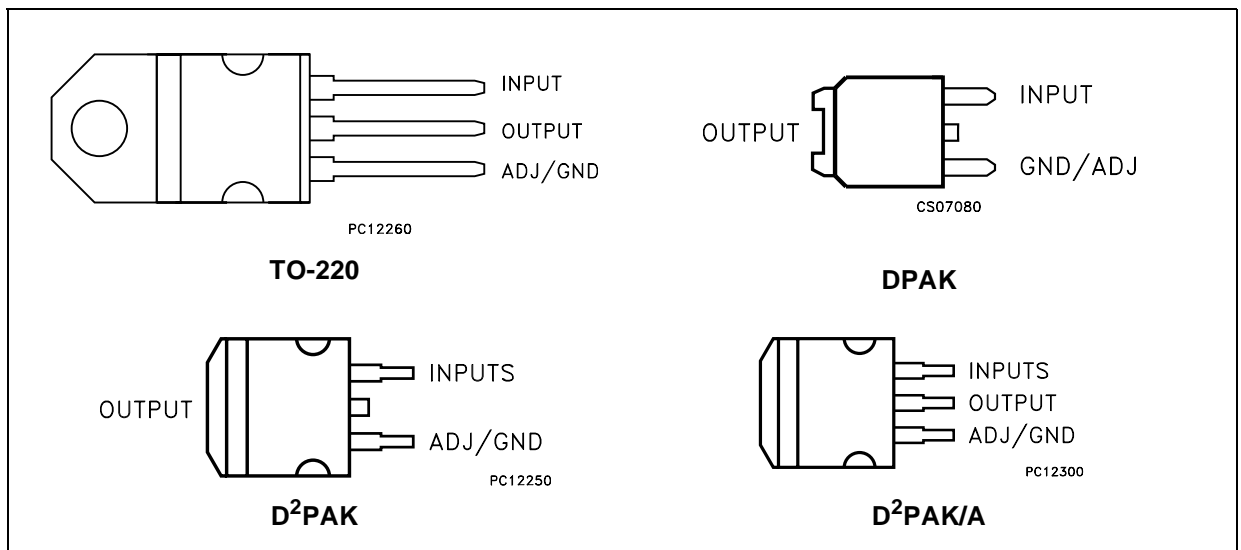 INPUT
OUTPUT
ADJ/GND
PC12260
TO-220
OUTPUT
INPUT
GND/ADJ
CS07080
DPAK
OUTPUT
INPUTS
ADJ/GND
PC12250
D²PAK
INPUTS
OUTPUT
ADJ/GND
PC12300
D²PAK/A